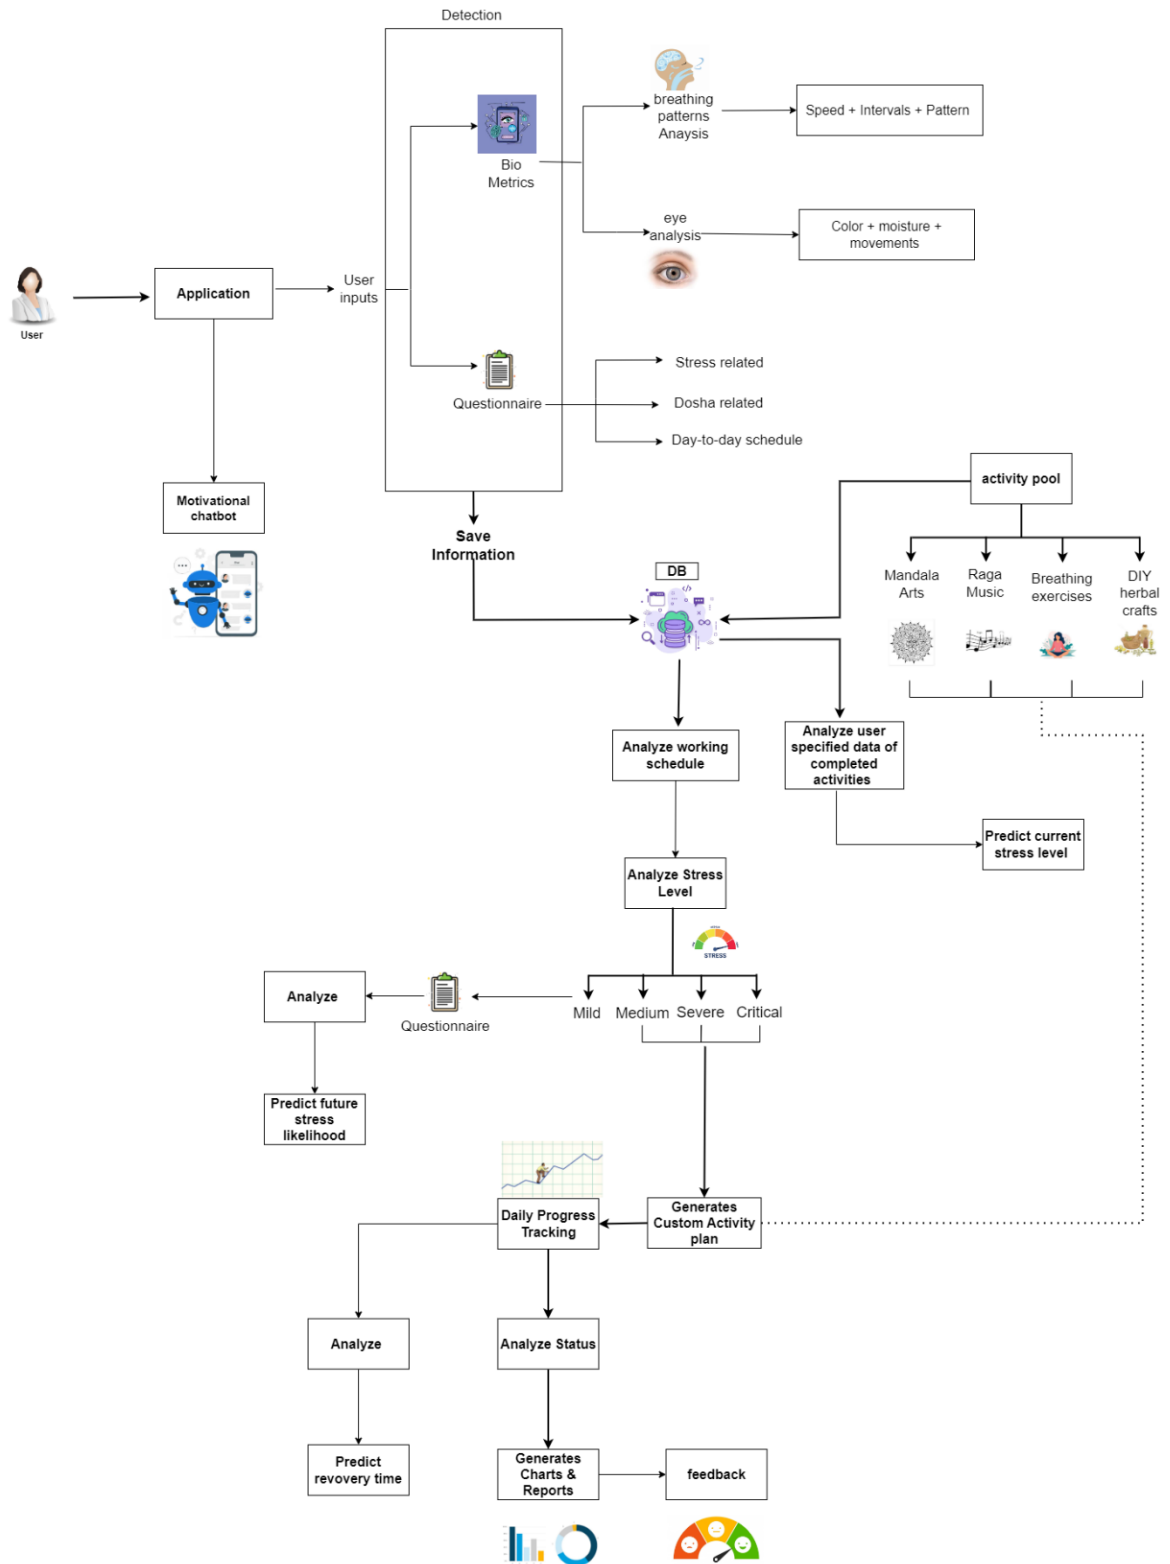 Detection
breathing
patterns
Anaysis
Speed + Intervals + Pattern
Bio
Metrics
eye
analysis
Color + moisture +
movements
User
Application
User
inputs
Questionnaire
Stress related
Dosha related
Day-to-day schedule
Motivational
chatbot
Save
Information
activity pool
DB
Mandala
Arts
Raga
Music
Breathing
exercises
DIY
herbal
crafts
Analyze working
schedule
Analyze user
specified data of
completed
activities
Predict current
stress level
Analyze Stress
Level
STRESS
Mild
Medium
Severe
Critical
Questionnaire
Analyze
Predict future
stress
likelihood
Daily Progress
Tracking
Generates
Custom Activity
plan
Analyze
Analyze Status
Predict
revovery time
Generates
Charts &
Reports
feedback